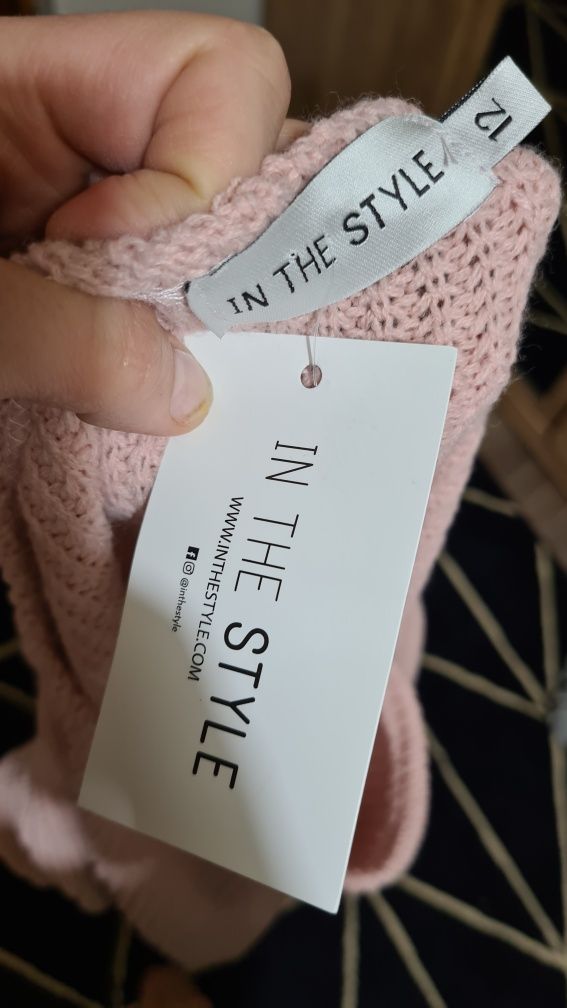 12
IN THE STYLE
IN THE STYLE
WWW.INTHESTYLE.COM
@inthestyle